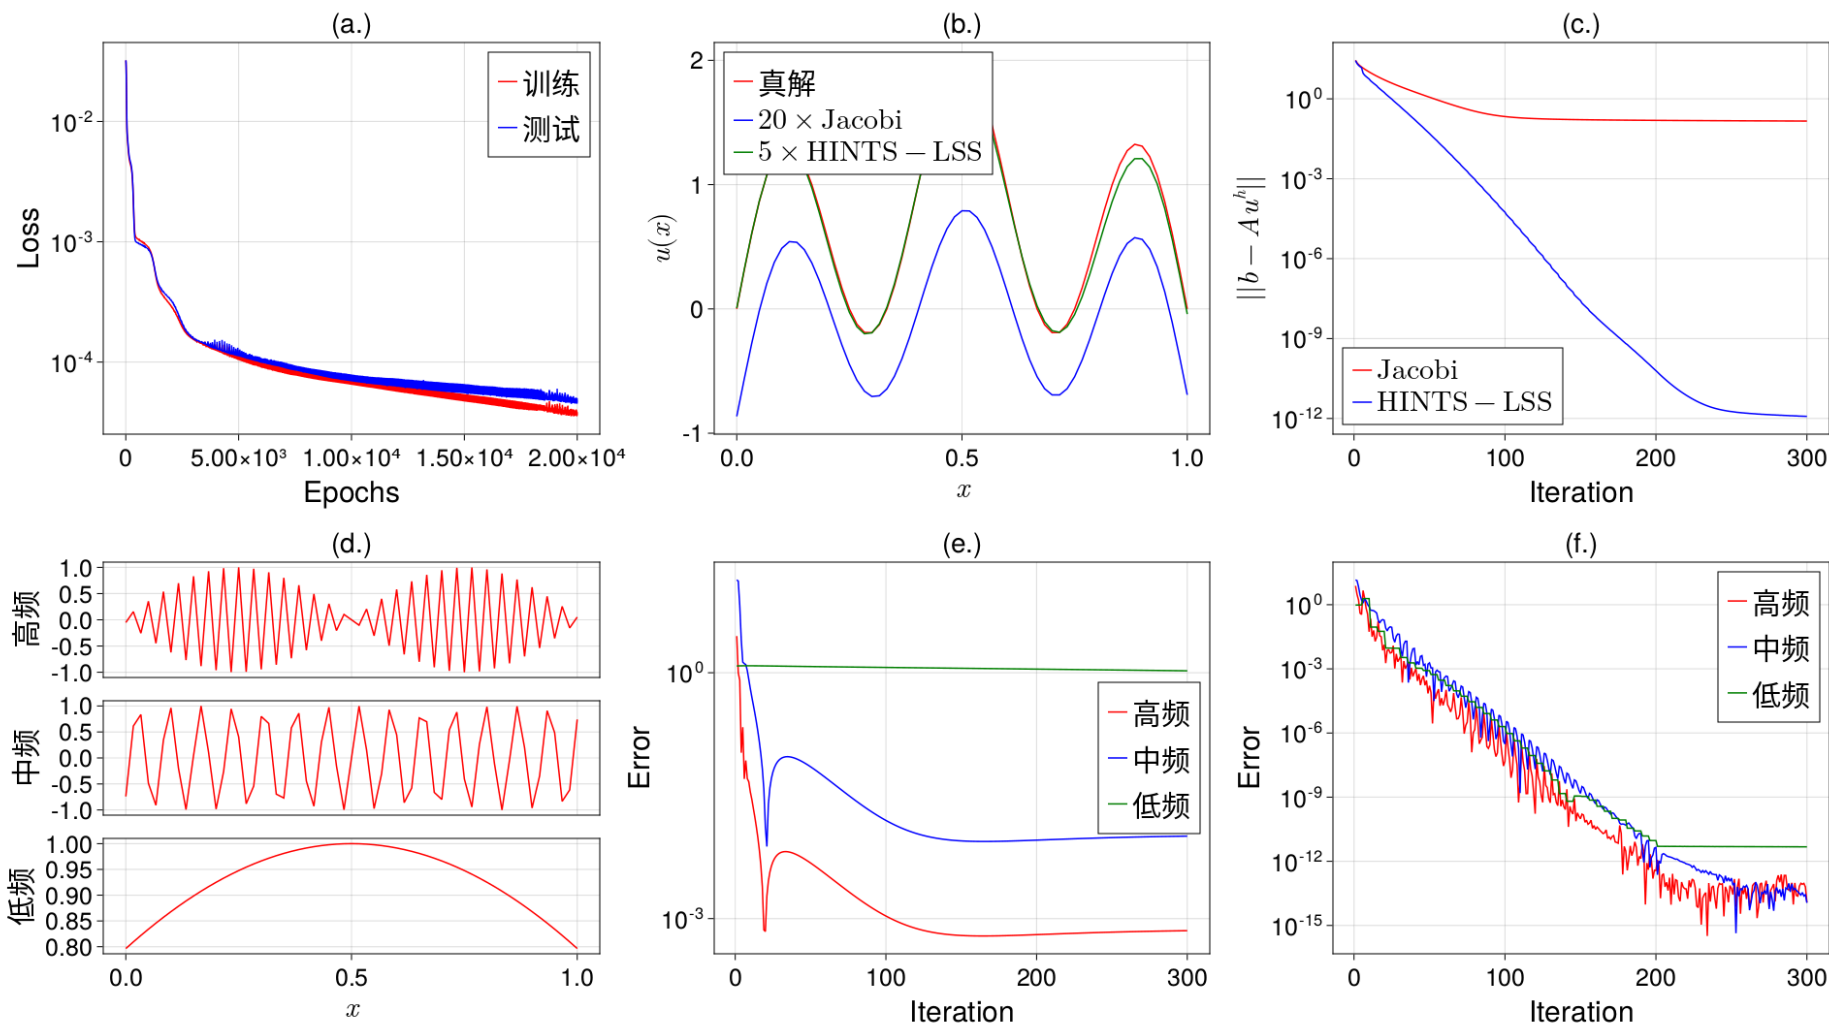 (a.)
Loss
10⁻²
10⁻³
10⁻⁴
训练
测试
0
5.00×10³
1.00×10⁴
1.50×10⁴
2.00×10⁴
Epochs
(b.)
u(x)
2
1
0
-1
真解
20 × Jacobi
5 × HINTS − LSS
0.0
0.5
1.0
x
(c.)
||b − Auʰ||
10⁰
10⁻³
10⁻⁶
10⁻⁹
10⁻¹²
Jacobi
HINTS − LSS
0
100
200
300
Iteration
(d.)
高频
1.0
0.5
0.0
-0.5
-1.0
中频
1.0
0.5
0.0
-0.5
-1.0
低频
1.00
0.95
0.90
0.85
0.80
0.0
0.5
1.0
x
(e.)
Error
10⁰
10⁻³
高频
中频
低频
0
100
200
300
Iteration
(f.)
Error
10⁰
10⁻³
10⁻⁶
10⁻⁹
10⁻¹²
10⁻¹⁵
高频
中频
低频
0
100
200
300
Iteration